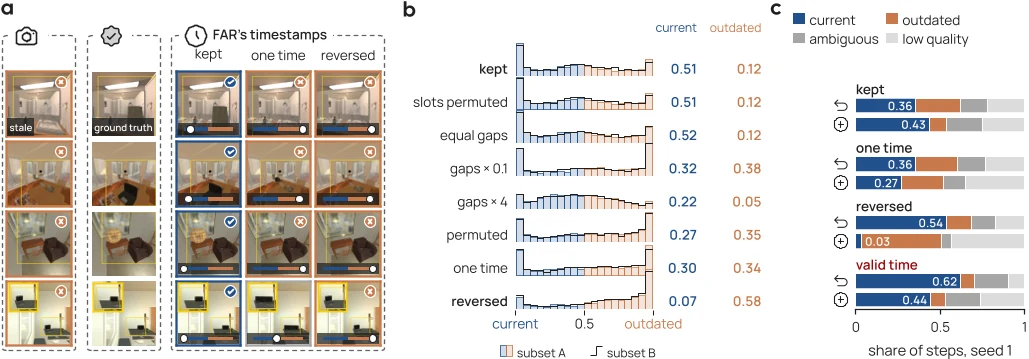 a
FAR's timestamps
kept one time reversed
stale
ground truth
b
current outdated
kept 0.51 0.12
slots permuted 0.51 0.12
equal gaps 0.52 0.12
gaps × 0.1 0.32 0.38
gaps × 4 0.22 0.05
permuted 0.27 0.35
one time 0.30 0.34
reversed 0.07 0.58
current 0.5 outdated
subset A subset B
c
current outdated
ambiguous low quality
kept
0.36
0.43
one time
0.36
0.27
reversed
0.54
0.03
valid time
0.62
0.44
0 0.5 1
share of steps, seed 1